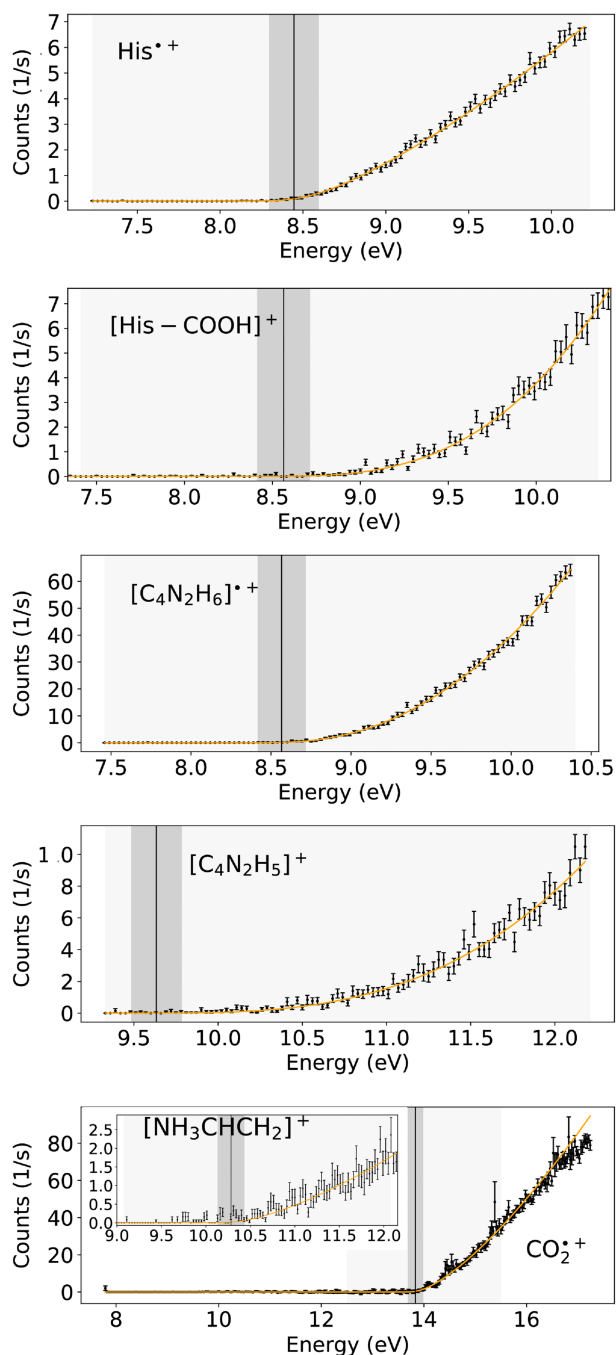 7
6
5
4
3
2
1
0
Counts (1/s)
His•+
7.5 8.0 8.5 9.0 9.5 10.0
Energy (eV)
7
6
5
4
3
2
1
0
Counts (1/s)
[His − COOH]+
7.5 8.0 8.5 9.0 9.5 10.0
Energy (eV)
60
50
40
30
20
10
0
Counts (1/s)
[C4N2H6]•+
7.5 8.0 8.5 9.0 9.5 10.0 10.5
Energy (eV)
1 0
8
6
4
2
0
Counts (1/s)
[C4N2H5]+
9.5 10.0 10.5 11.0 11.5 12.0
Energy (eV)
80
60
40
20
0
Counts (1/s)
[NH3CHCH2]+
2.5
2.0
1.5
1.0
0.5
0.0
9.0 9.5 10.0 10.5 11.0 11.5 12.0
CO2•+
8 10 12 14 16
Energy (eV)